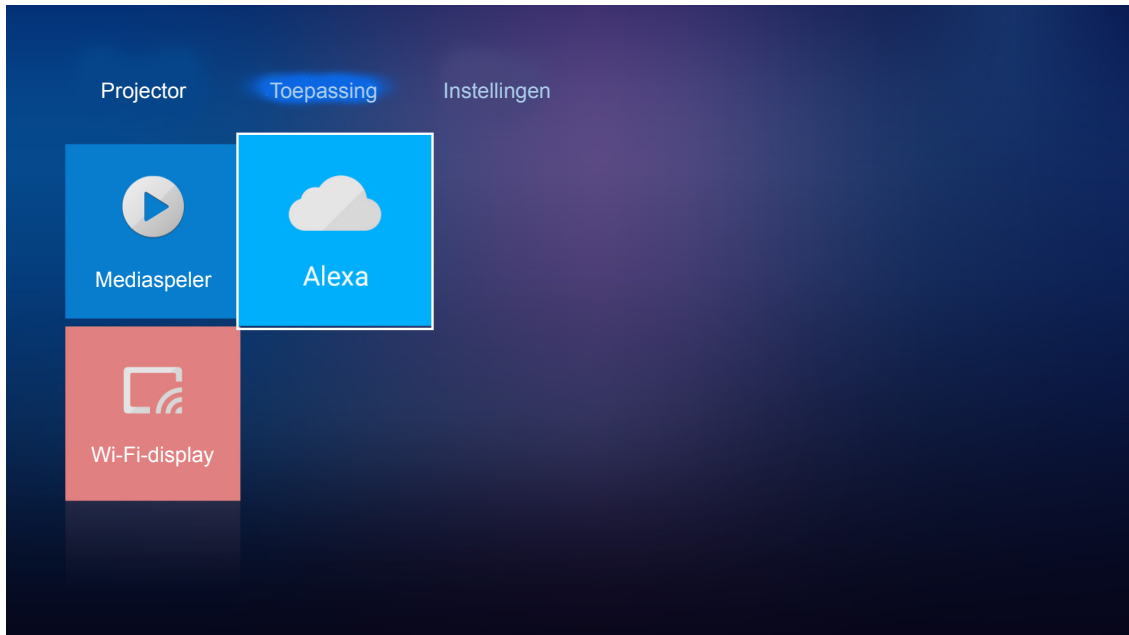 Projector
Toepassing
Instellingen
Mediaspeler
Alexa
Wi-Fi-display